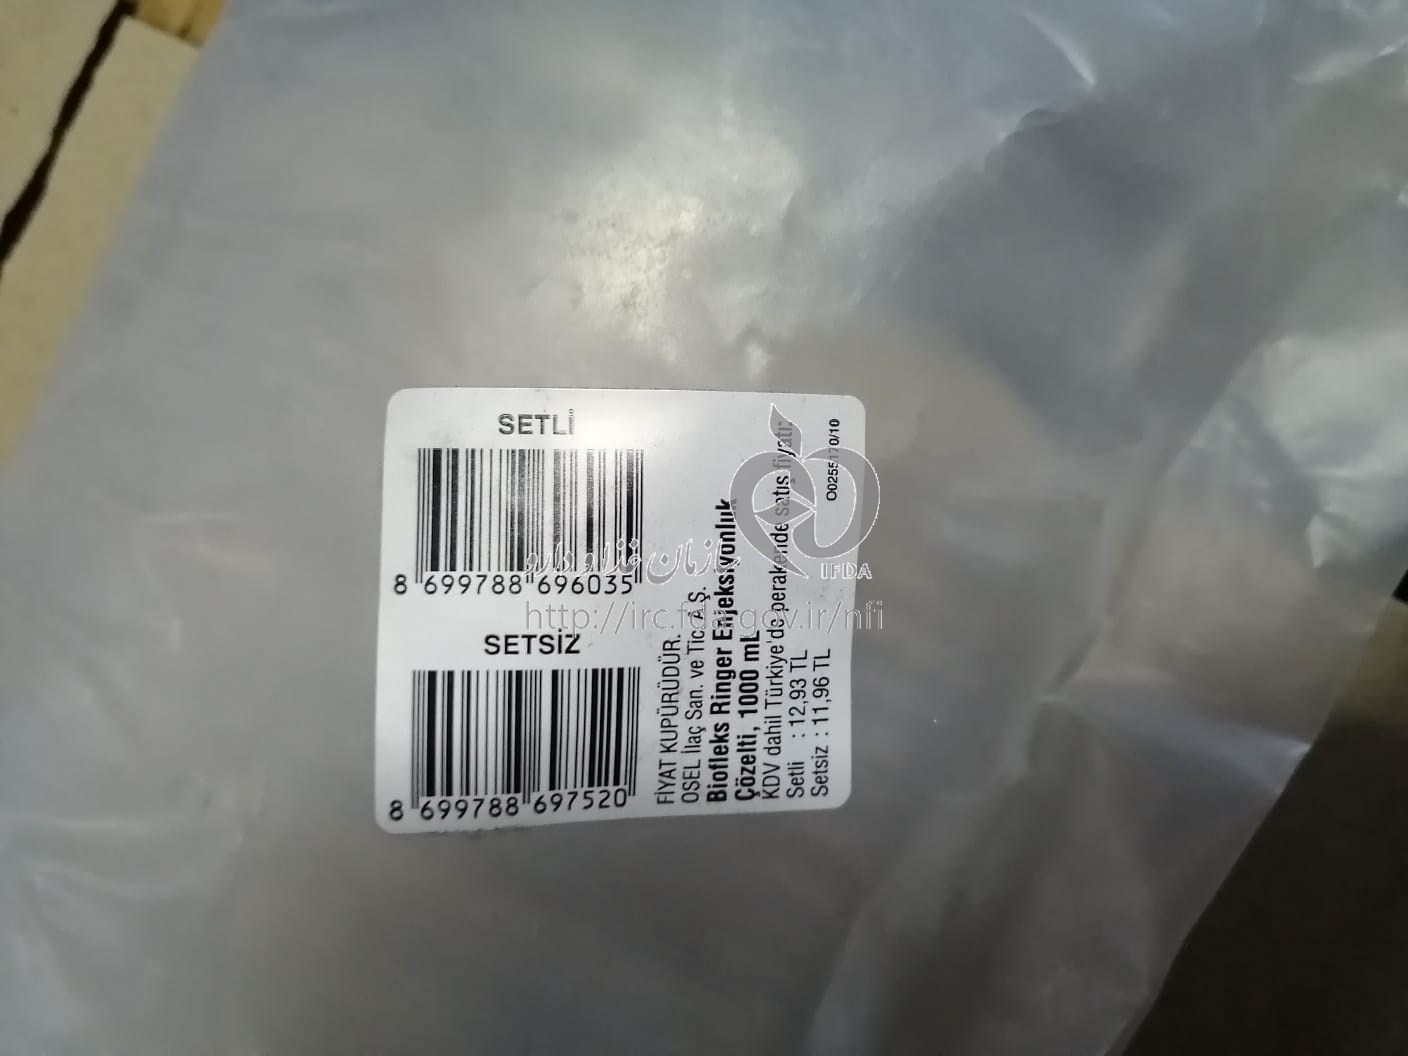 SETLİ
8 699788 696035
SETSİZ
8 699788 697520
FİYAT KUPÜRÜDÜR.
OSEL İlaç San. ve Tic. A.Ş.
Biofleks Ringer Enjeksiyonluk
Çözelti, 1000 mL
KDV dahil Türkiye'de perakende satış fiyatı:
Setli : 12,93 TL
Setsiz : 11,96 TL
O0255170/10
سازمان غذا و دارو
IFDA
http://irc.fda.gov.ir/nfi